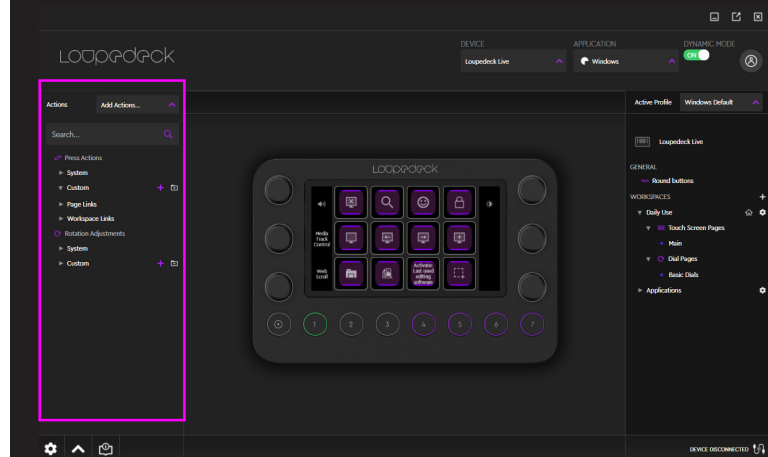 Loupedeck
DEVICE
Loupedeck Live
APPLICATION
Windows
DYNAMIC MODE
ON
Actions
Add Actions...
Search...
Press Actions
System
Custom
Page Links
Workspace Links
Rotation Adjustments
System
Custom
Loupedeck
Media
Track
Control
Web
Scroll
Activate:
Last used
editing
software
1 2 3 4 5 6 7
Active Profile
Windows Default
Loupedeck Live
GENERAL
Round buttons
WORKSPACES
Daily Use
Touch Screen Pages
Main
Dial Pages
Basic Dials
Applications
DEVICE DISCONNECTED